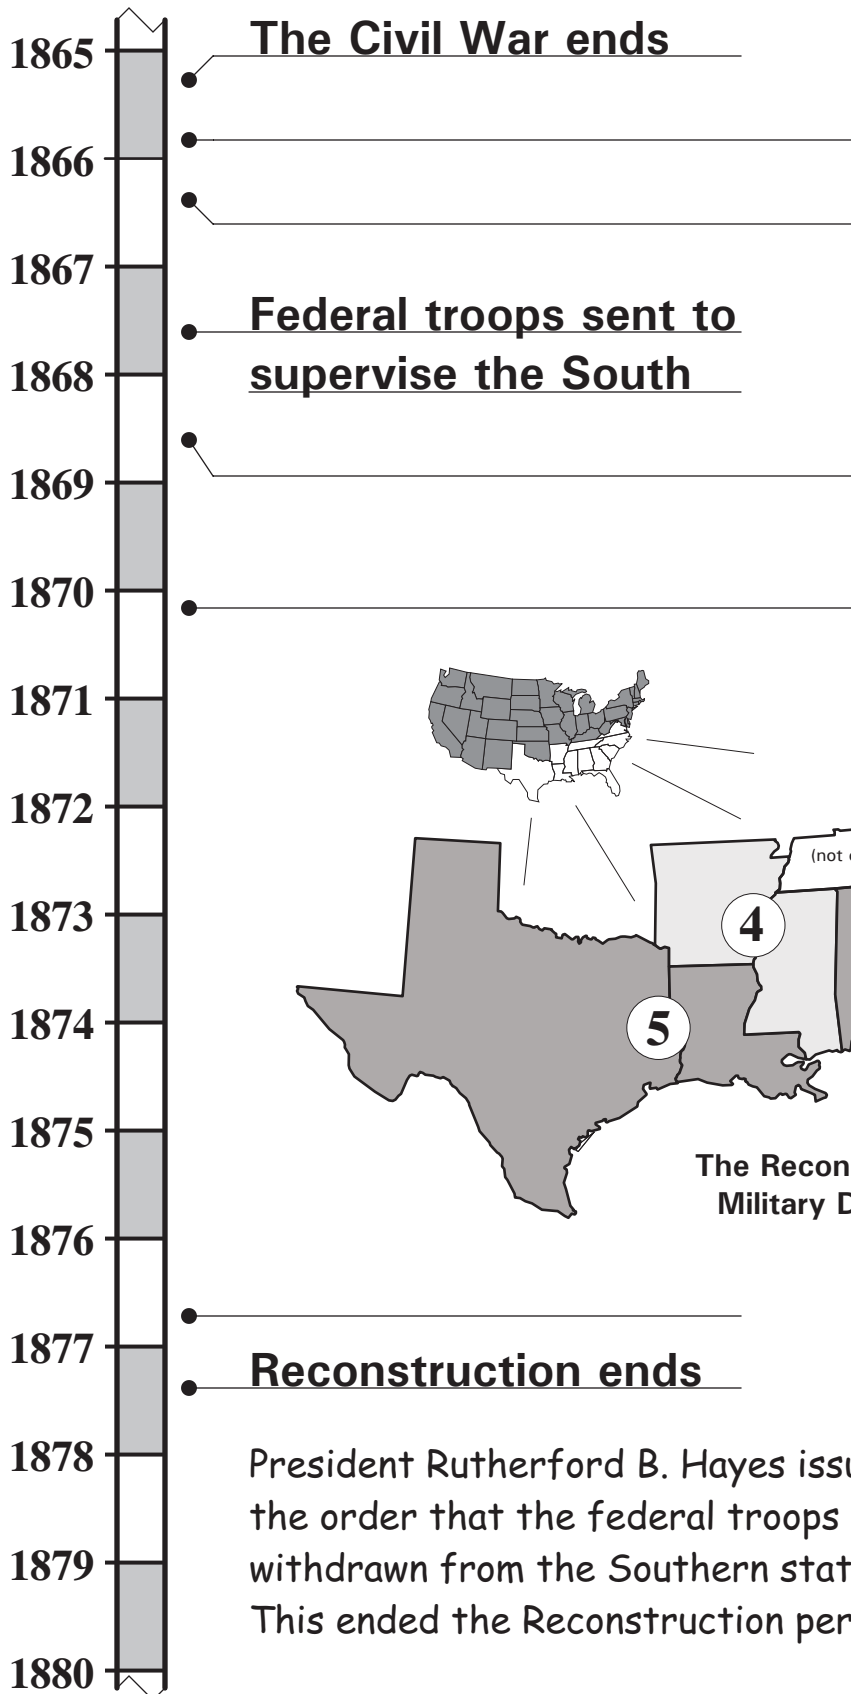 1865
The Civil War ends
1866
1867
Federal troops sent to
1868
supervise the South
1869
1870
1871
1872
(not
1873
4
1874
5
1875
The Recon
Military D
1876
1877
Reconstruction ends
1878
President Rutherford B. Hayes issu
the order that the federal troops
1879
withdrawn from the Southern stat
This ended the Reconstruction per
1880